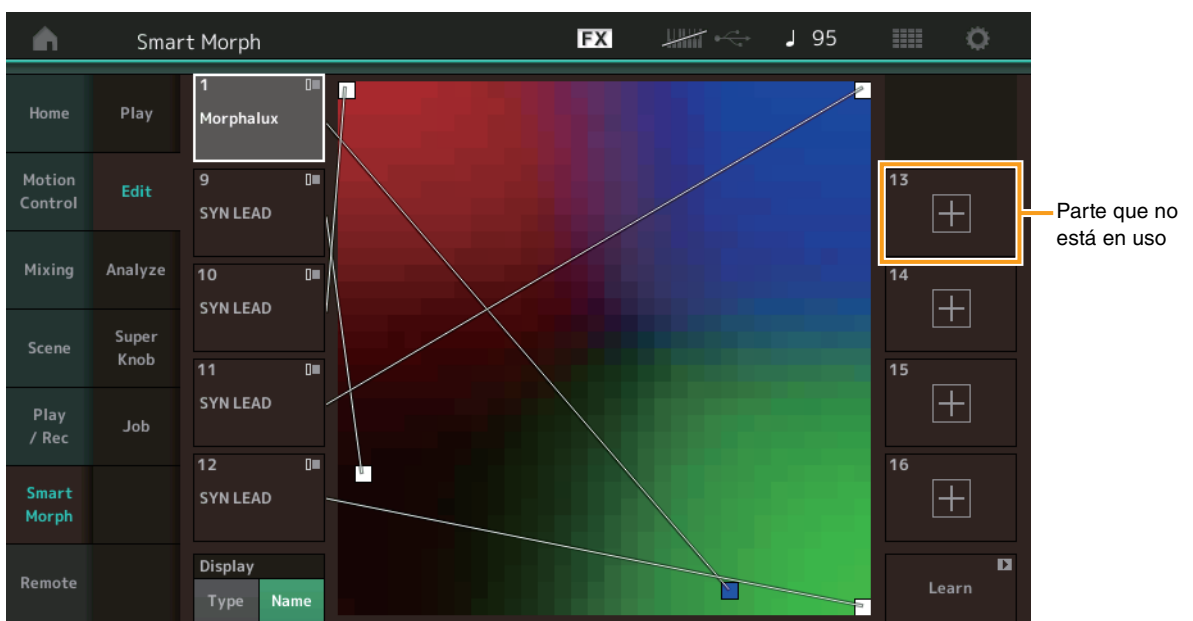 Smart Morph
FX
♩ 95
Home
Play
Motion
Control
Edit
Mixing
Analyze
Scene
Super
Knob
Play
/ Rec
Job
Smart
Morph
Remote
1
Morphalux
9
SYN LEAD
10
SYN LEAD
11
SYN LEAD
12
SYN LEAD
Display
Type
Name
13
14
15
16
Learn
Parte que no
está en uso